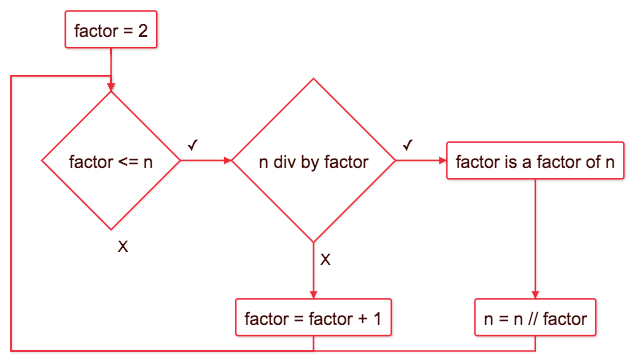 factor = 2
factor <= n
✓
n div by factor
✓
factor is a factor of n
X
X
factor = factor + 1
n = n // factor